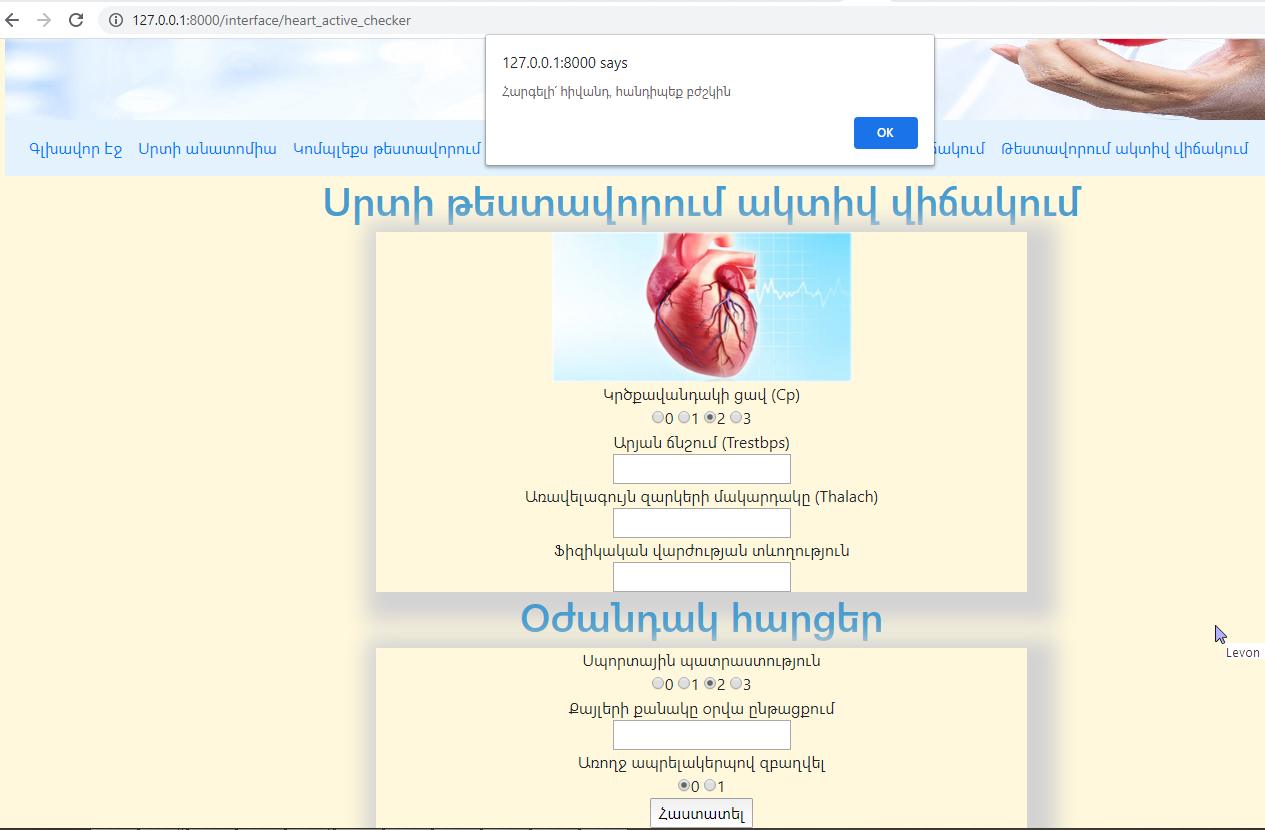 127.0.0.1:8000/interface/heart_active_checker
127.0.0.1:8000 says
Հարգելի՛ հիվանդ, հանդիպեք բժշկին
OK
Գլխավոր Էջ Սրտի անատոմիա Կոմպլեքս թեստավորում Թեստավորում ակտիվ վիճակում
Սրտի թեստավորում ակտիվ վիճակում
Կրծքավանդակի ցավ (Cp)
0 1 2 3
Արյան ճնշում (Trestbps)
Առավելագույն զարկերի մակարդակը (Thalach)
Ֆիզիկական վարժության տևողություն
Օժանդակ հարցեր
Levon
Սպորտային պատրաստություն
0 1 2 3
Քայլերի քանակը օրվա ընթացքում
Առողջ ապրելակերպով զբաղվել
0 1
Հաստատել